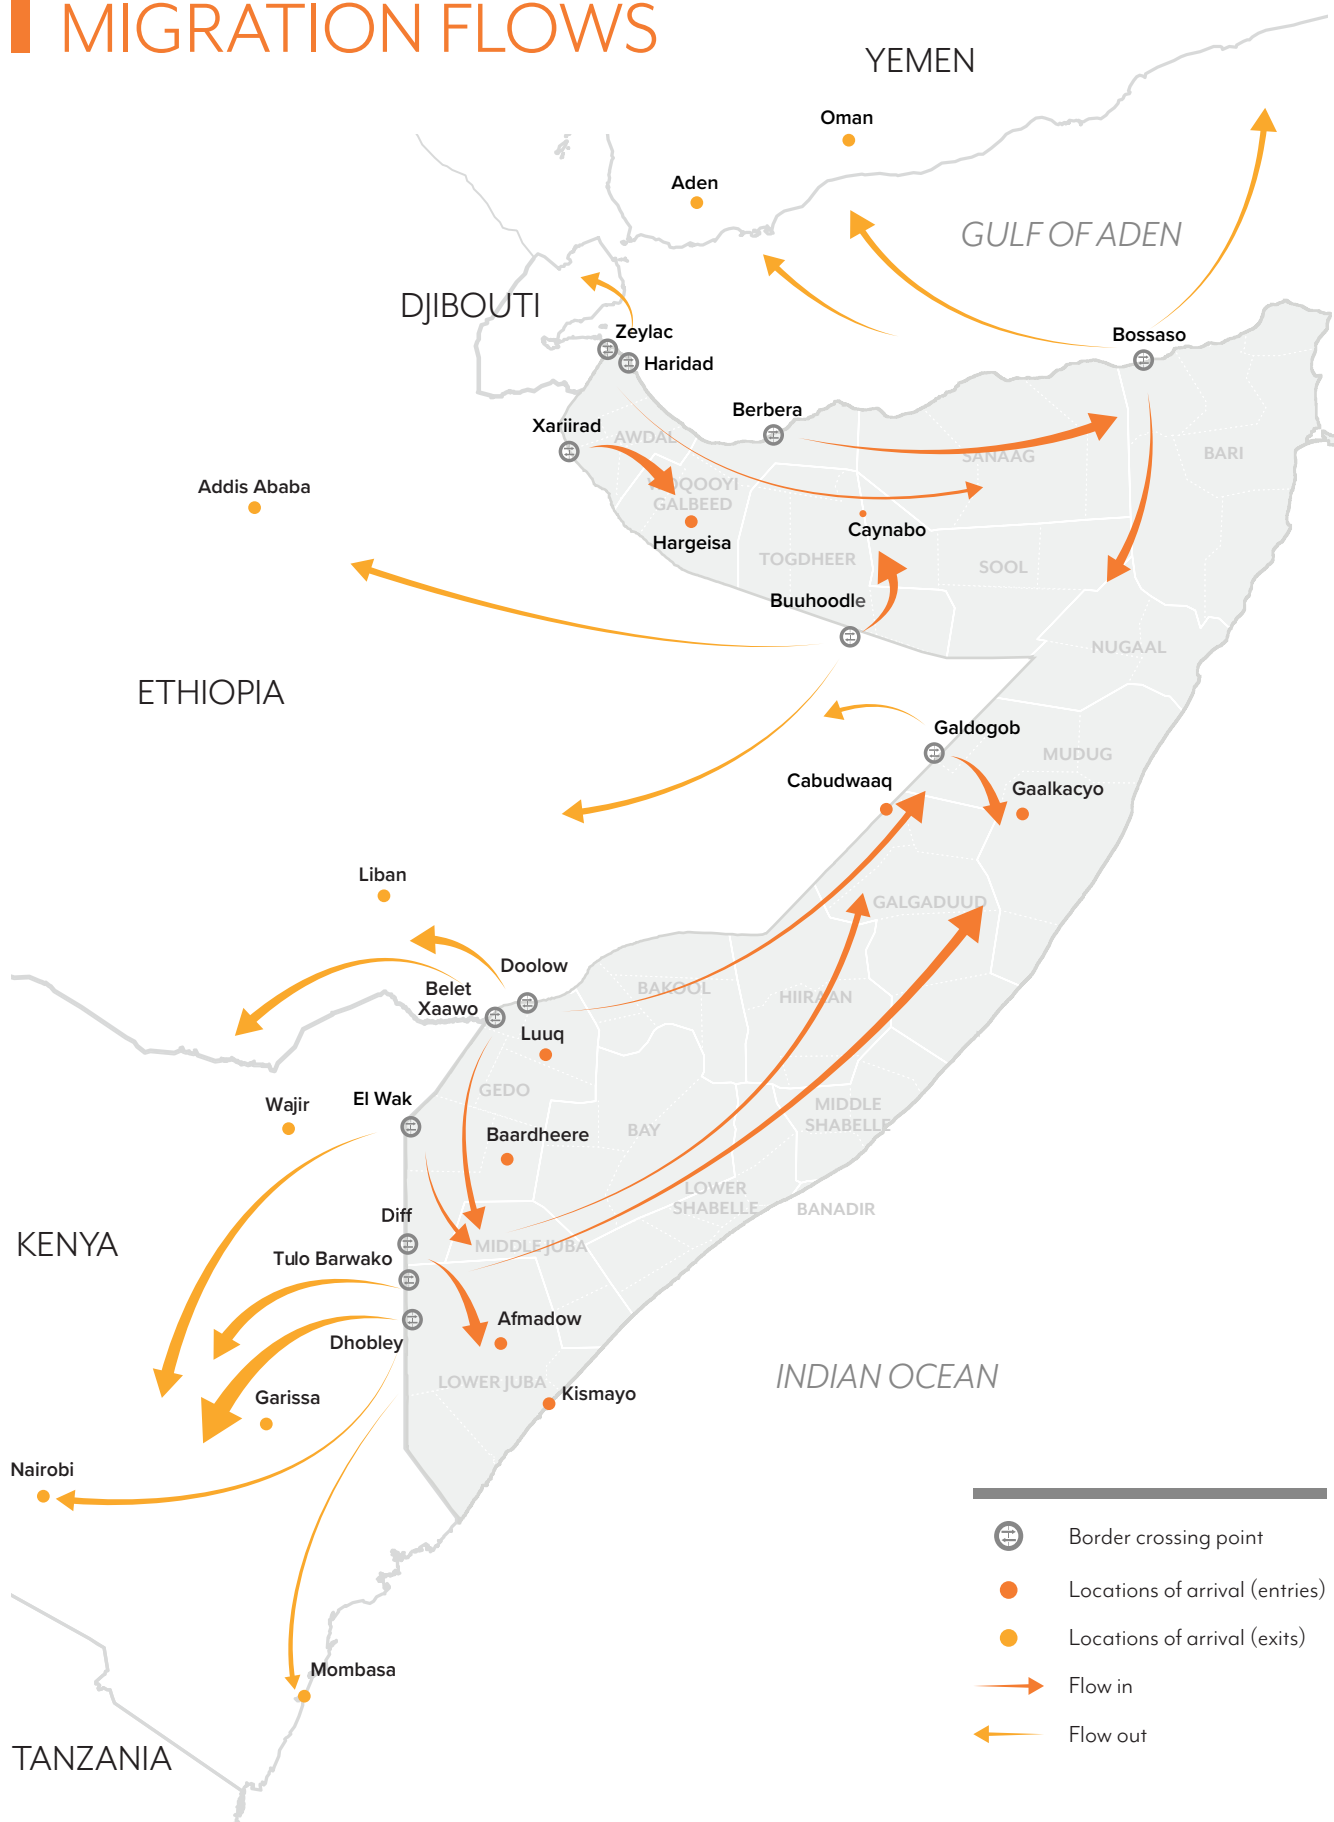 MIGRATION FLOWS
YEMEN
Oman
Aden
GULF OF ADEN
DJIBOUTI
Zeylac
Haridad
Bossaso
Berbera
Xariirad
AWDAL
SANAAG
BARI
WOQOOYI
GALBEED
Addis Ababa
Hargeisa
Caynabo
TOGDHEER
SOOL
Buuhoodle
NUGAAL
ETHIOPIA
Galdogob
MUDUG
Cabudwaaq
Gaalkacyo
Liban
GALGADUUD
Doolow
Belet
Xaawo
BAKOOL
HIIRAAN
Luuq
GEDO
Wajir
El Wak
MIDDLE
SHABELLE
Baardheere
BAY
LOWER
SHABELLE
BANADIR
Diff
KENYA
MIDDLE JUBA
Tulo Barwako
Afmadow
Dhobley
INDIAN OCEAN
LOWER JUBA
Garissa
Kismayo
Nairobi
Border crossing point
Locations of arrival (entries)
Locations of arrival (exits)
Mombasa
Flow in
Flow out
TANZANIA